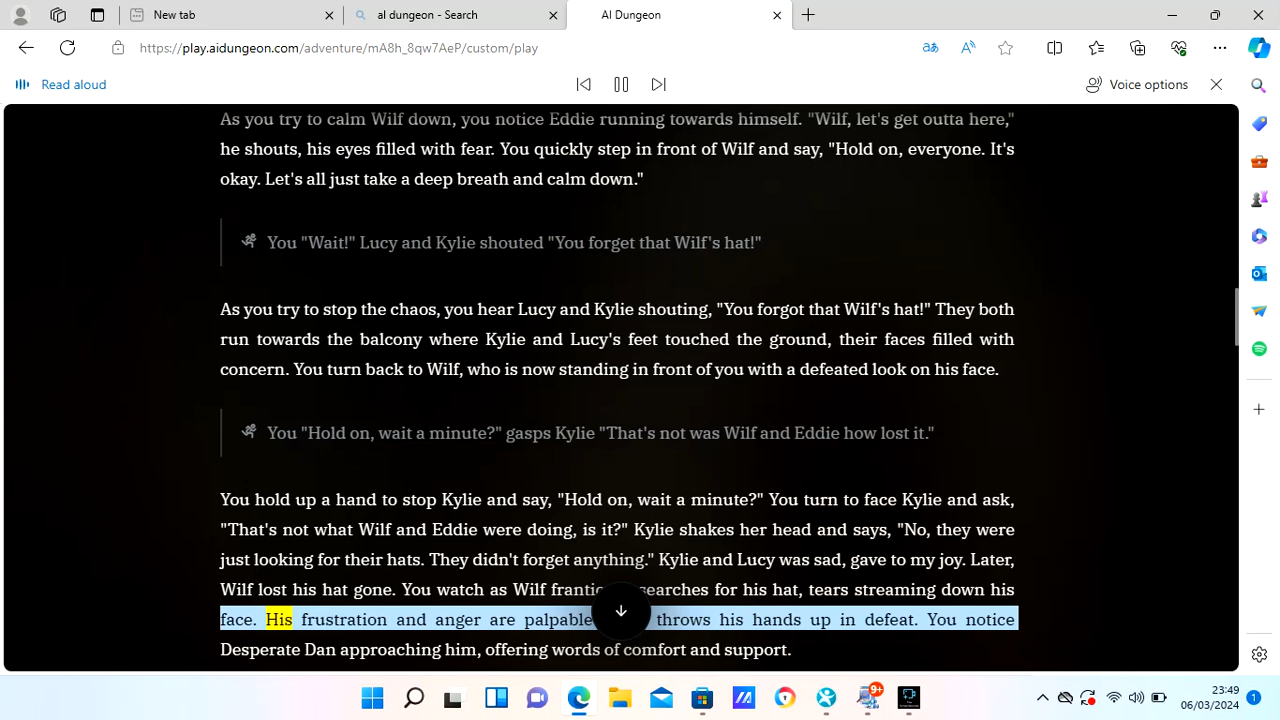 New tab
ai dungeon - Search
AI Dungeon
https://play.aidungeon.com/adventure/mA8h_8qw7AeP/custom/play
Read aloud
Voice options
As you try to calm Wilf down, you notice Eddie running towards himself. "Wilf, let's get outta here,"
he shouts, his eyes filled with fear. You quickly step in front of Wilf and say, "Hold on, everyone. It's
okay. Let's all just take a deep breath and calm down."
You "Wait!" Lucy and Kylie shouted "You forget that Wilf's hat!"
As you try to stop the chaos, you hear Lucy and Kylie shouting, "You forgot that Wilf's hat!" They both
run towards the balcony where Kylie and Lucy's feet touched the ground, their faces filled with
concern. You turn back to Wilf, who is now standing in front of you with a defeated look on his face.
You "Hold on, wait a minute?" gasps Kylie "That's not was Wilf and Eddie how lost it."
You hold up a hand to stop Kylie and say, "Hold on, wait a minute?" You turn to face Kylie and ask,
"That's not what Wilf and Eddie were doing, is it?" Kylie shakes her head and says, "No, they were
just looking for their hats. They didn't forget anything." Kylie and Lucy was sad, gave to my joy. Later,
Wilf lost his hat gone. You watch as Wilf searches for his hat, tears streaming down his
face. His frustration and anger are palpable throws his hands up in defeat. You notice
Desperate Dan approaching him, offering words of comfort and support.
9+
23:49
06/03/2024
1